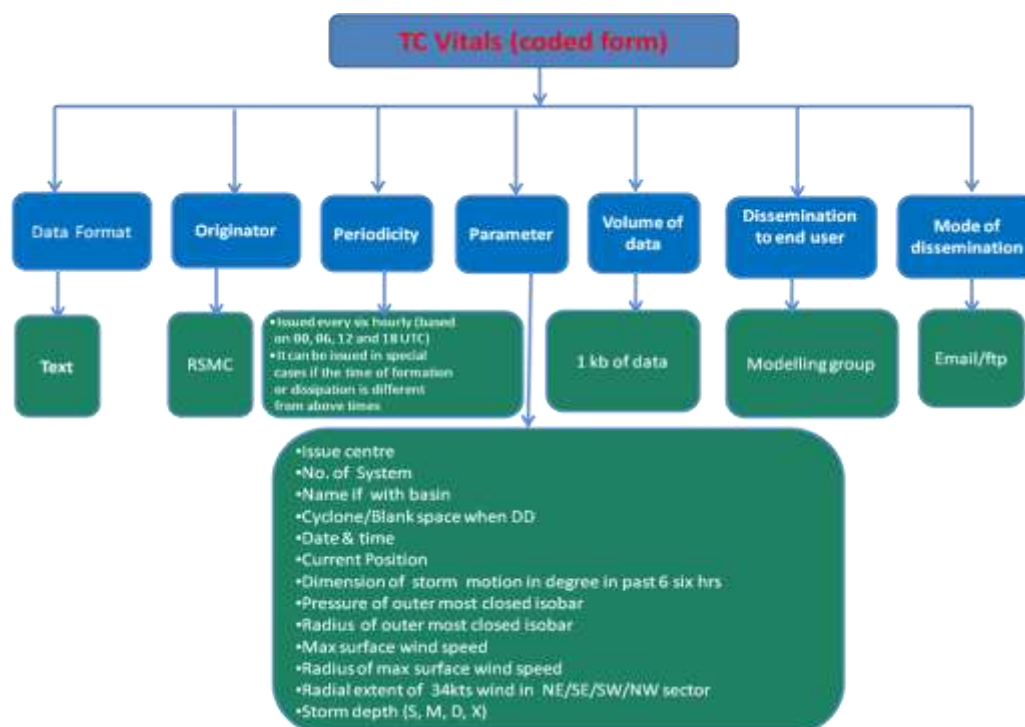 TC Vitals (coded form)
Data Format
Originator
Periodicity
Parameter
Volume of
data
Dissemination
to end user
Mode of
dissemination
Text
RSMC
•Issued every six hourly (based
on 00, 06, 12 and 18 UTC)
•It can be issued in special
cases if the time of formation
or dissipation is different
from above times
1 kb of data
Modelling group
Email/ftp
•Issue centre
•No. of System
•Name if with basin
•Cyclone/Blank space when DD
•Date & time
•Current Position
•Dimension of storm motion in degree in past 6 six hrs
•Pressure of outer most closed isobar
•Radius of outer most closed isobar
•Max surface wind speed
•Radius of max surface wind speed
•Radial extent of 34kts wind in NE/SE/SW/NW sector
•Storm depth (S, M, D, X)